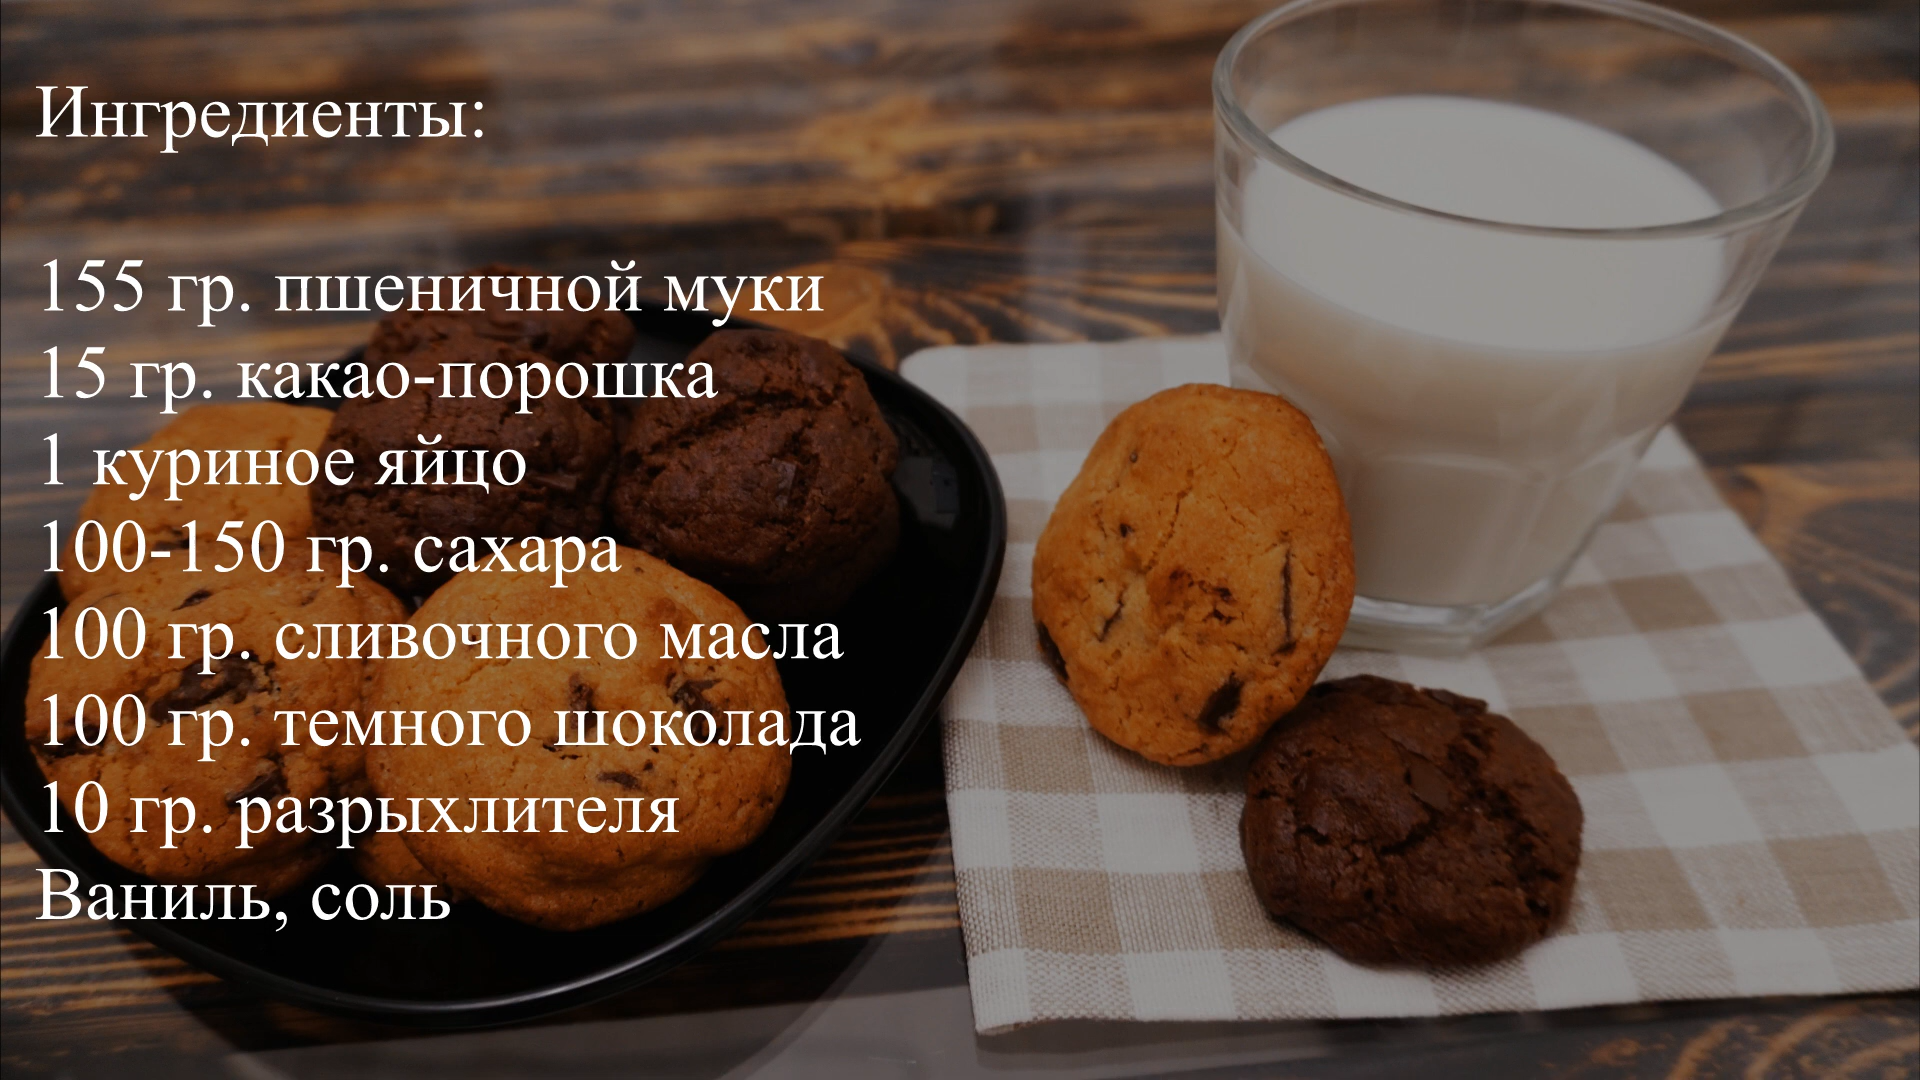 Ингредиенты:
155 гр. пшеничной муки
15 гр. какао-порошка
1 куриное яйцо
100-150 гр. сахара
100 гр. сливочного масла
100 гр. темного шоколада
10 гр. разрыхлителя
Ваниль, соль